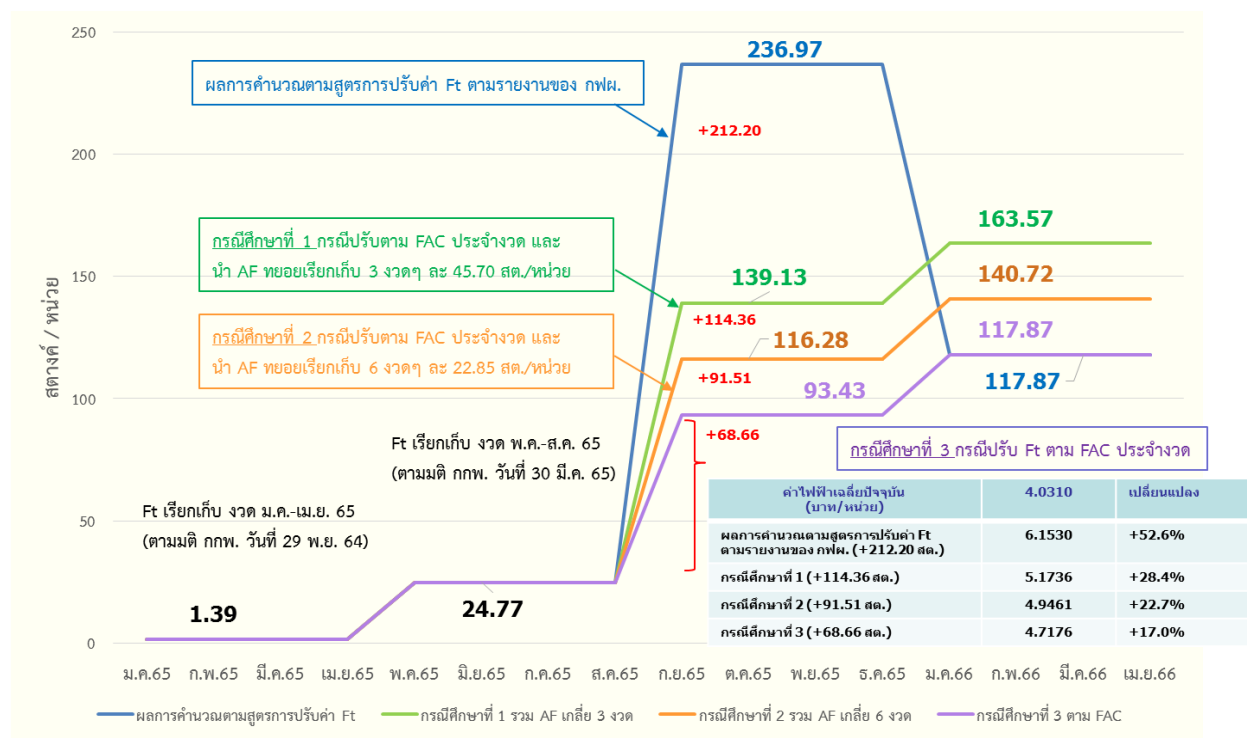 250
236.97
ผลการคำนวณตามสูตรการปรับค่า Ft ตามรายงานของ กฟผ.
+212.20
200
163.57
กรณีศึกษาที่ 1 กรณีปรับตาม FAC ประจำงวด และ
นำ AF ทยอยเรียกเก็บ 3 งวดๆ ละ 45.70 สต./หน่วย
150
139.13
140.72
สตางค์ / หน่วย
+114.36
กรณีศึกษาที่ 2 กรณีปรับตาม FAC ประจำงวด และ
นำ AF ทยอยเรียกเก็บ 6 งวดๆ ละ 22.85 สต./หน่วย
116.28
117.87
+91.51
93.43
117.87
100
+68.66
Ft เรียกเก็บ งวด พ.ค.-ส.ค. 65
(ตามมติ กกพ. วันที่ 30 มี.ค. 65)
กรณีศึกษาที่ 3 กรณีปรับ Ft ตาม FAC ประจำงวด
Ft เรียกเก็บ งวด ม.ค.-เม.ย. 65
(ตามมติ กกพ. วันที่ 29 พ.ย. 64)
50
ค่าไฟฟ้าเฉลี่ยปัจจุบัน
(บาท/หน่วย)
4.0310
เปลี่ยนแปลง
ผลการคำนวณตามสูตรการปรับค่า Ft
ตามรายงานของ กฟผ. (+212.20 สต.)
6.1530
+52.6%
กรณีศึกษาที่ 1 (+114.36 สต.)
5.1736
+28.4%
กรณีศึกษาที่ 2 (+91.51 สต.)
4.9461
+22.7%
กรณีศึกษาที่ 3 (+68.66 สต.)
4.7176
+17.0%
1.39
24.77
0
ม.ค.65 ก.พ.65 มี.ค.65 เม.ย.65 พ.ค.65 มิ.ย.65 ก.ค.65 ส.ค.65 ก.ย.65 ต.ค.65 พ.ย.65 ธ.ค.65 ม.ค.66 ก.พ.66 มี.ค.66 เม.ย.66
ผลการคำนวณตามสูตรการปรับค่า Ft กรณีศึกษาที่ 1 รวม AF เกลี่ย 3 งวด กรณีศึกษาที่ 2 รวม AF เกลี่ย 6 งวด กรณีศึกษาที่ 3 ตาม FAC